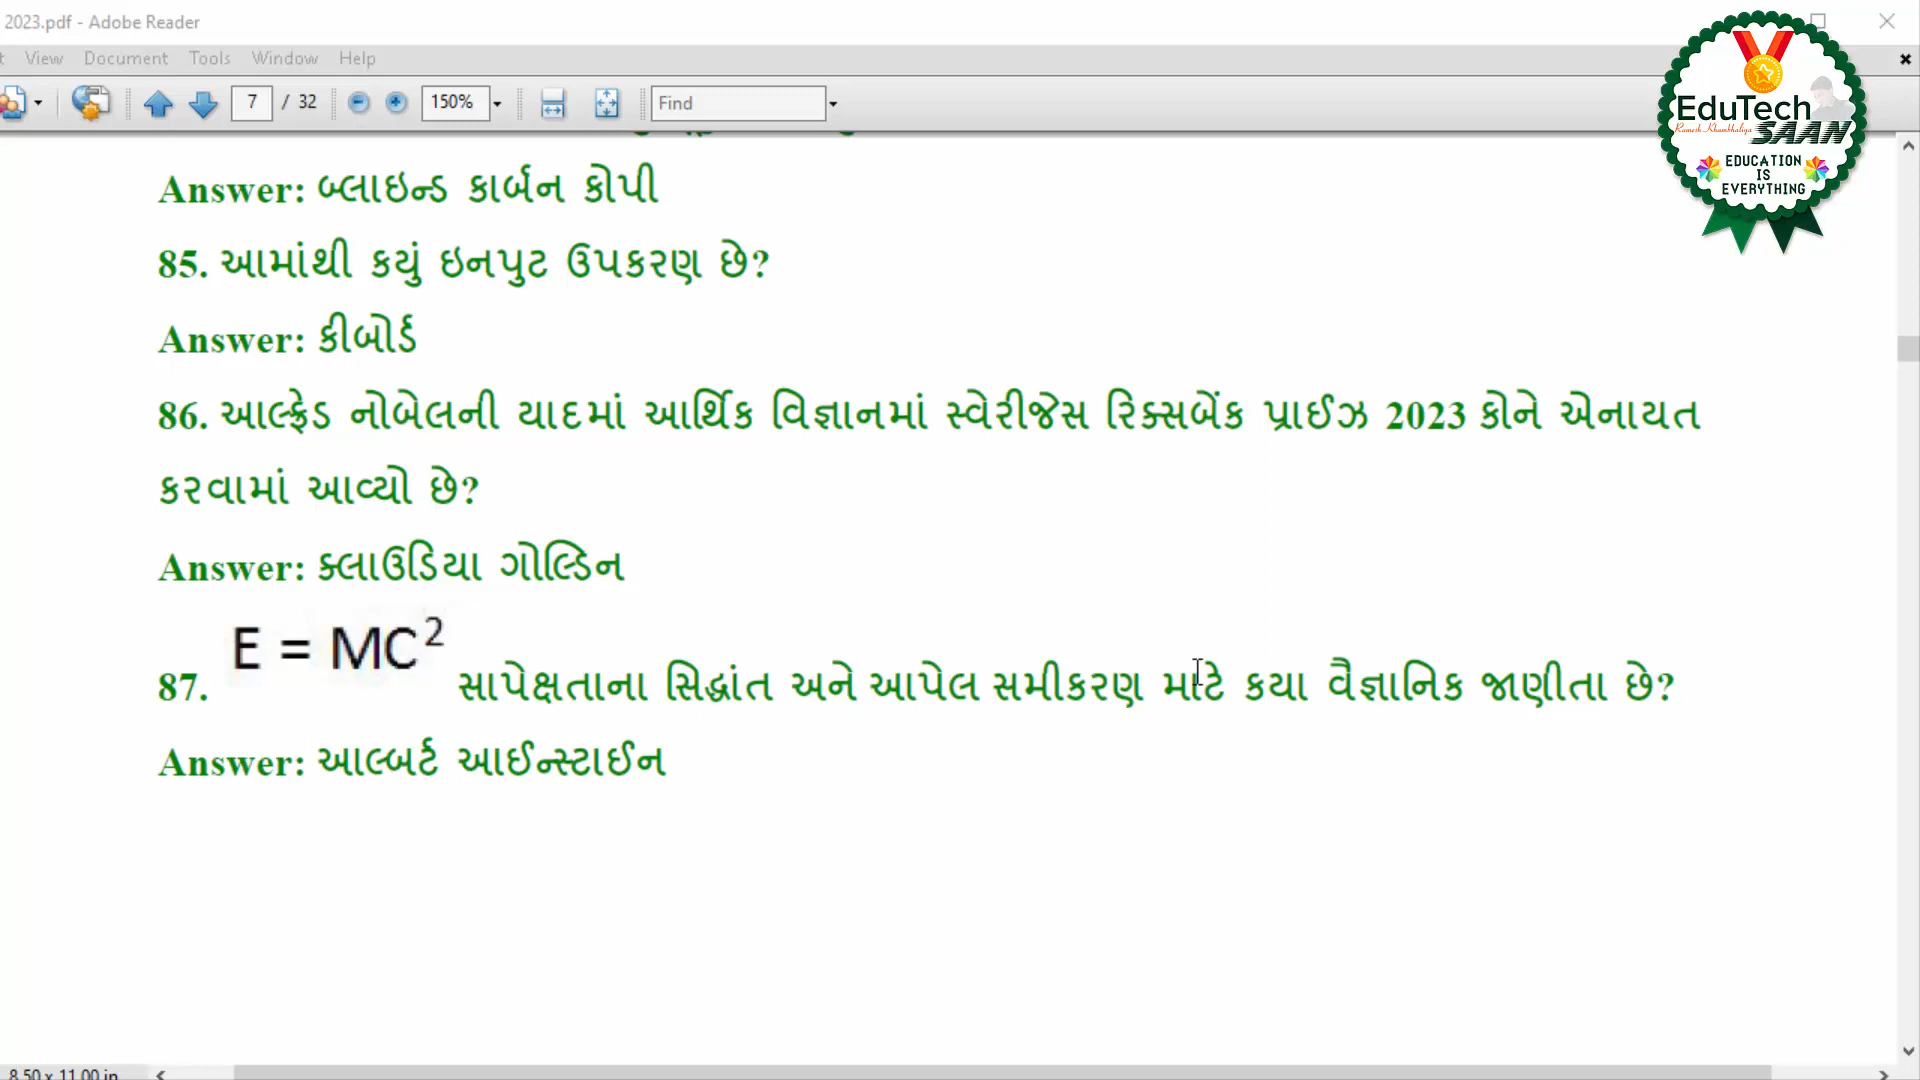 2023.pdf - Adobe Reader
View Document Tools Window Help
7 / 32 150% Find
EduTech
Ramesh Khambhaliya
SAAN
EDUCATION
IS
EVERYTHING
Answer: બ્લાઇન્ડ કાર્બન કોપી
85. આમાંથી કયું ઇનપુટ ઉપકરણ છે?
Answer: કીબોર્ડ
86. આલ્ફ્રેડ નોબેલની યાદમાં આર્થિક વિજ્ઞાનમાં સ્વેરીજેસ રિક્સબેંક પ્રાઈઝ 2023 કોને એનાયત
કરવામાં આવ્યો છે?
Answer: ક્લાઉડિયા ગોલ્ડિન
E = MC²
87. સાપેક્ષતાના સિદ્ધાંત અને આપેલ સમીકરણ માટે કયા વૈજ્ઞાનિક જાણીતા છે?
Answer: આલ્બર્ટ આઈન્સ્ટાઈન
8.50 x 11.00 in